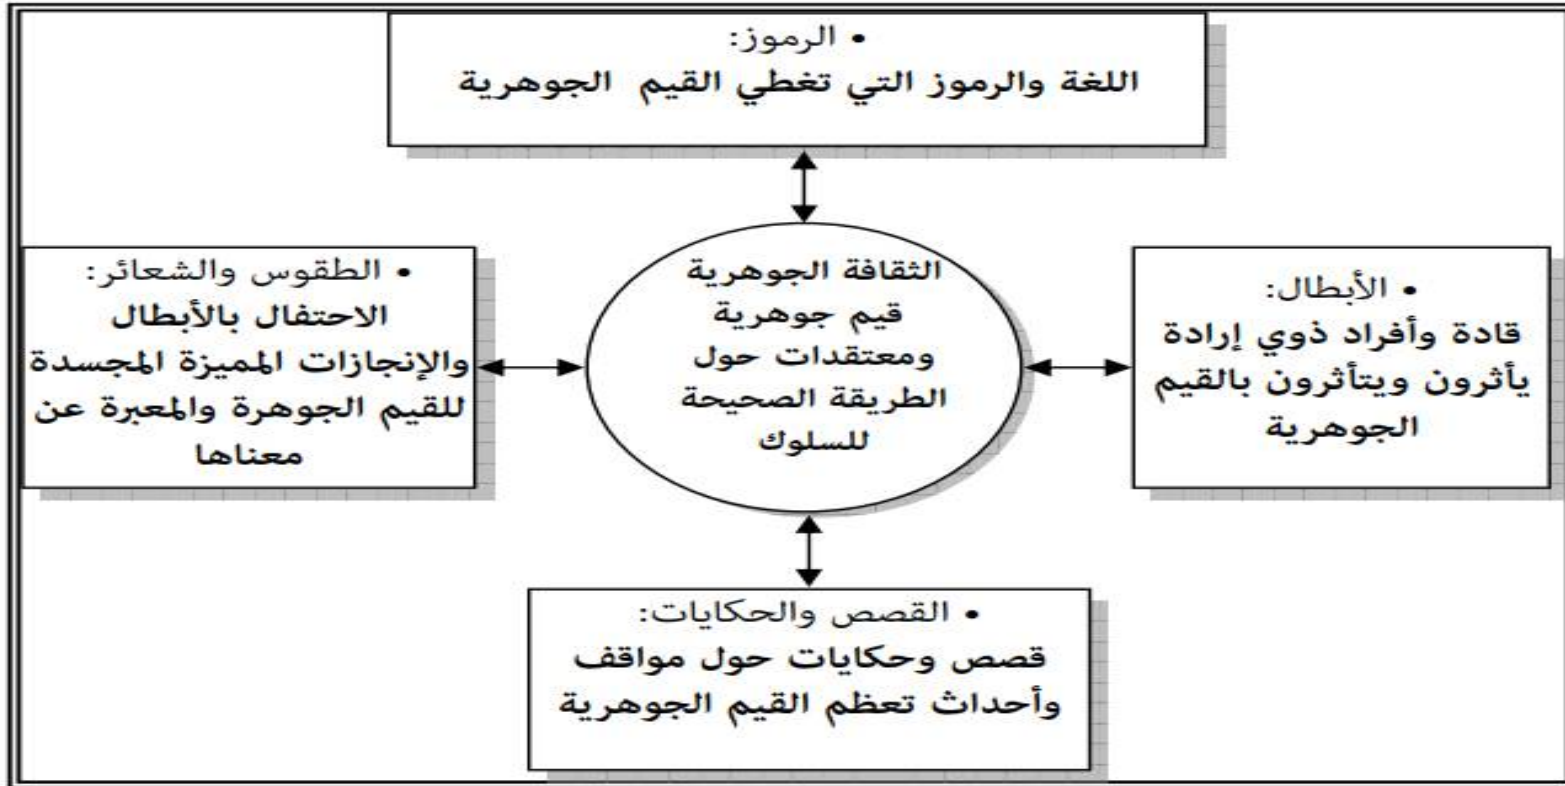 • الرموز:
اللغة والرموز التي تغطي القيم الجوهرية
• الأبطال:
قادة وأفراد ذوي إرادة
يأثرون ويتأثرون بالقيم
الجوهرية
الثقافة الجوهرية
قيم جوهرية
ومعتقدات حول
الطريقة الصحيحة
للسلوك
• الطقوس والشعائر:
الاحتفال بالأبطال
والإنجازات المميزة المجسدة
للقيم الجوهرة والمعبرة عن
معناها
• القصص والحكايات:
قصص وحكايات حول مواقف
وأحداث تعظم القيم الجوهرية